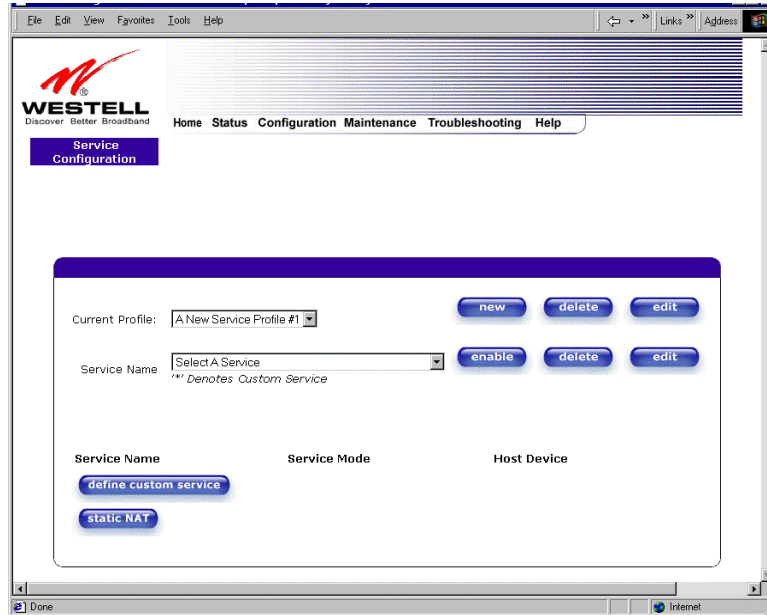 File Edit View Favorites Tools Help
» Links » Address
®
WESTELL
Discover Better Broadband
Home Status Configuration Maintenance Troubleshooting Help
Service
Configuration
new delete edit
Current Profile: A New Service Profile #1
enable delete edit
Service Name Select A Service
'*' Denotes Custom Service
Service Name Service Mode Host Device
define custom service
static NAT
Done Internet